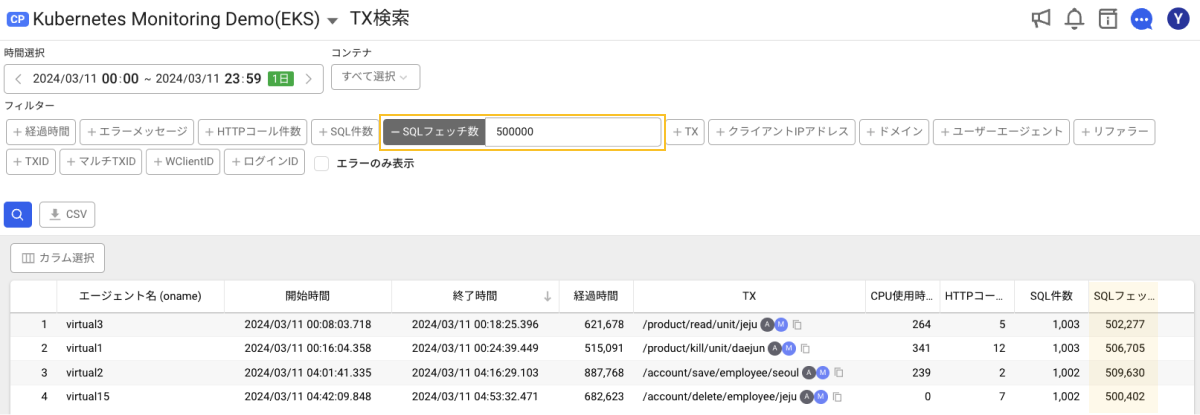 CP Kubernetes Monitoring Demo(EKS) TX検索 Y
時間選択 コンテナ
2024/03/11 00:00 ~ 2024/03/11 23:59 1日 すべて選択
フィルター
+ 経過時間 + エラーメッセージ + HTTPコール件数 + SQL件数 − SQLフェッチ数 500000 + TX + クライアントIPアドレス + ドメイン + ユーザーエージェント + リファラー
+ TXID + マルチTXID + WClientID + ログインID エラーのみ表示
CSV
カラム選択
エージェント名 (oname) 開始時間 終了時間 ↓ 経過時間 TX CPU使用時... HTTPコー... SQL件数 SQLフェッ...
1 virtual3 2024/03/11 00:08:03.718 2024/03/11 00:18:25.396 621,678 /product/read/unit/jeju A M 264 5 1,003 502,277
2 virtual1 2024/03/11 00:16:04.358 2024/03/11 00:24:39.449 515,091 /product/kill/unit/daejun A M 341 12 1,003 506,705
3 virtual2 2024/03/11 04:01:41.335 2024/03/11 04:16:29.103 887,768 /account/save/employee/seoul A M 239 2 1,002 509,630
4 virtual15 2024/03/11 04:42:09.848 2024/03/11 04:53:32.471 682,623 /account/delete/employee/jeju A M 0 7 1,002 500,402